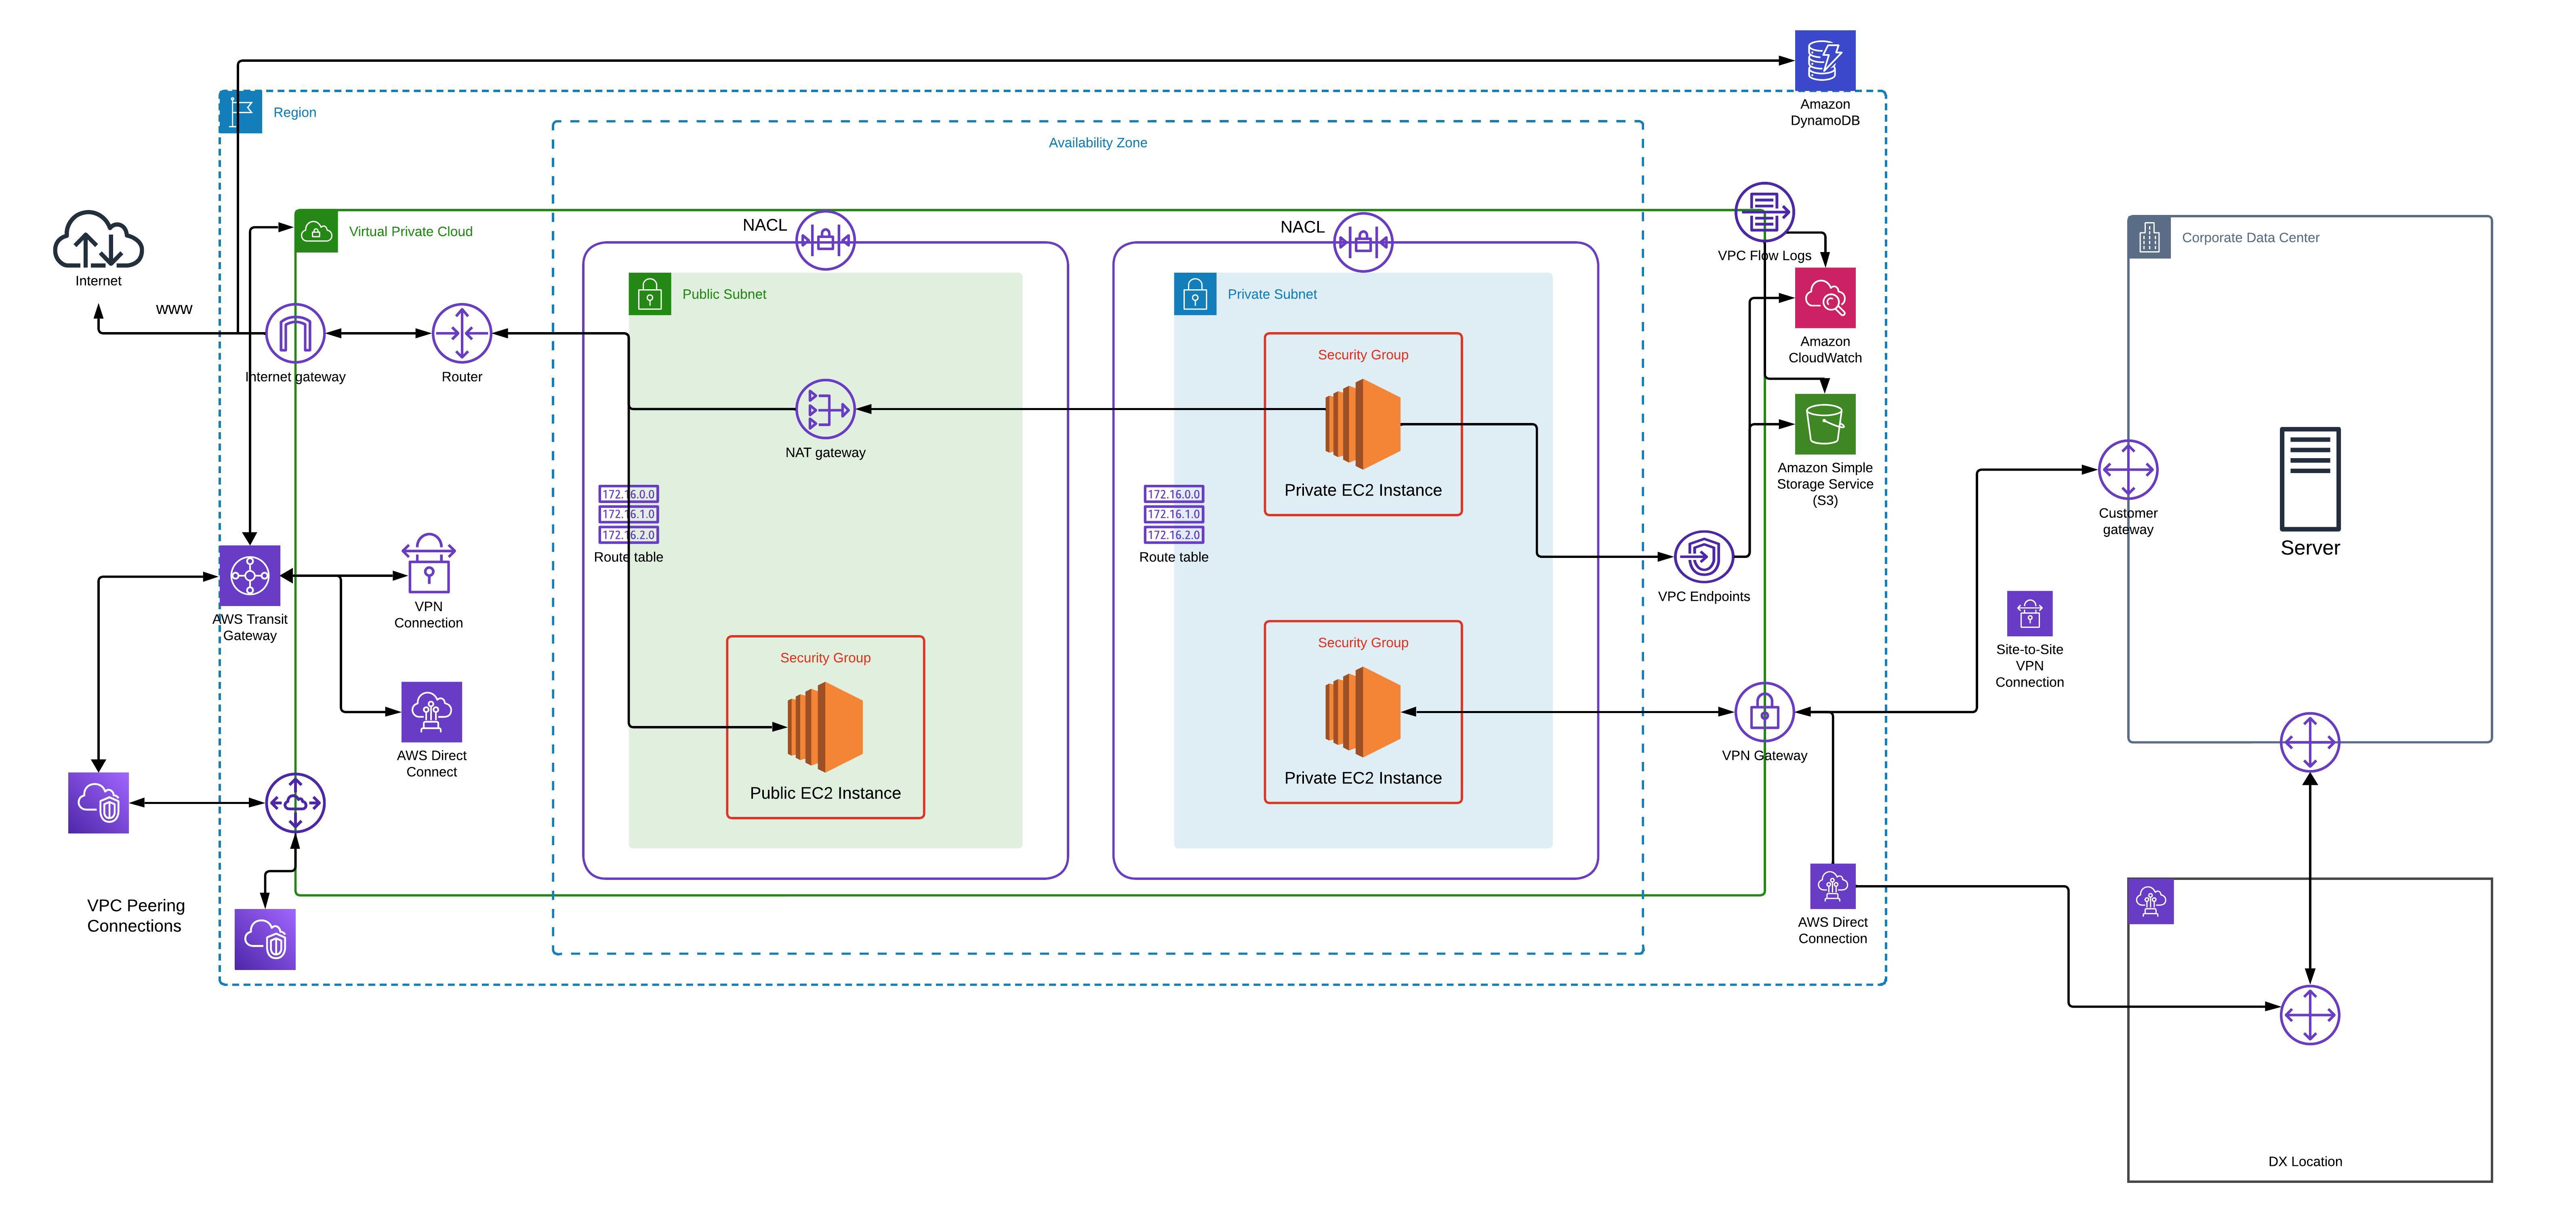 Amazon
DynamoDB
Region
Availability Zone
Internet
www
Virtual Private Cloud
NACL
NACL
VPC Flow Logs
Corporate Data Center
Public Subnet
Private Subnet
Internet gateway
Router
Security Group
Amazon
CloudWatch
NAT gateway
Private EC2 Instance
Amazon Simple
Storage Service
(S3)
172.16.0.0
172.16.1.0
172.16.2.0
Route table
172.16.0.0
172.16.1.0
172.16.2.0
Route table
Customer
gateway
Server
VPC Endpoints
AWS Transit
Gateway
VPN
Connection
Security Group
Public EC2 Instance
Security Group
Private EC2 Instance
Site-to-Site
VPN
Connection
VPN Gateway
AWS Direct
Connect
VPC Peering
Connections
AWS Direct
Connection
DX Location